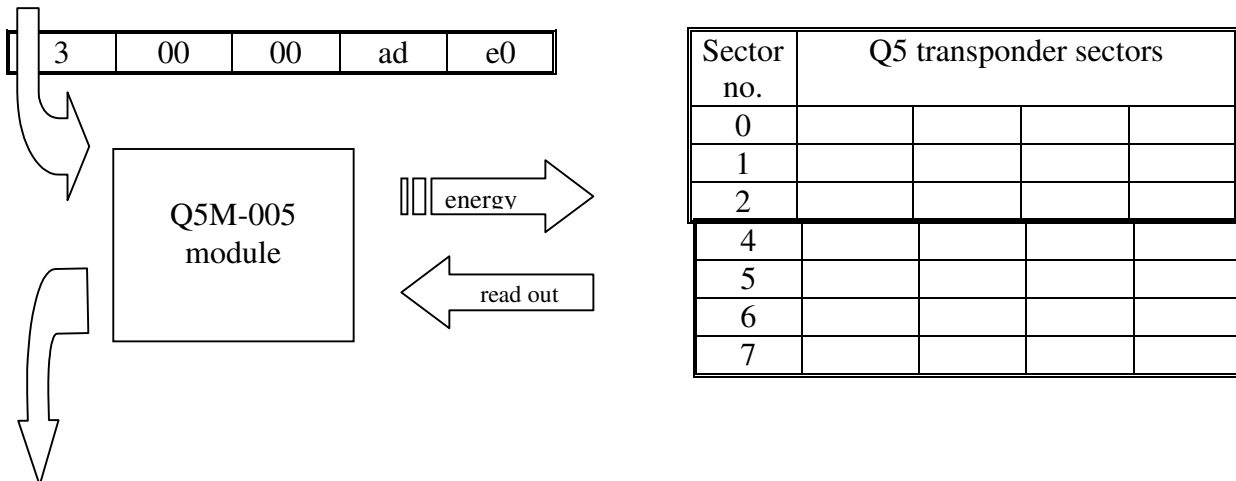 3 00 00 ad e0
Sector Q5 transponder sectors
no.
0
1
2
4
5
6
7
Q5M-005
module
energy
read out